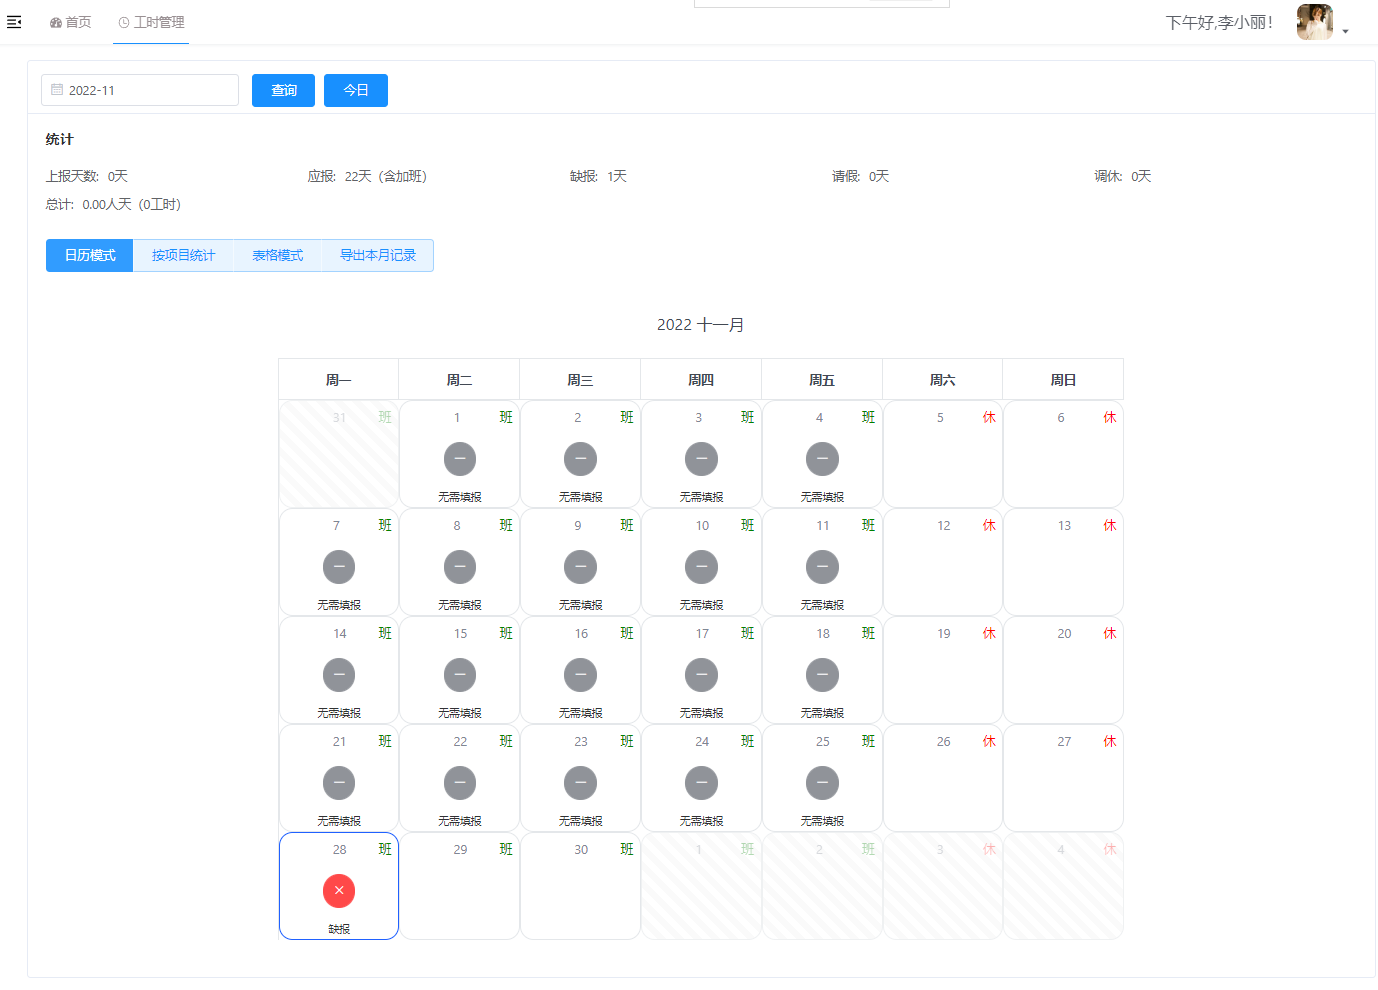 首页 工时管理 下午好,李小丽!
2022-11 查询 今日
统计
上报天数: 0天 应报: 22天 (含加班) 缺报: 1天 请假: 0天 调休: 0天
总计: 0.00人天 (0工时)
日历模式 按项目统计 表格模式 导出本月记录
2022 十一月
周一 周二 周三 周四 周五 周六 周日
31 班 1 班 2 班 3 班 4 班 5 休 6 休
无需填报 无需填报 无需填报 无需填报
7 班 8 班 9 班 10 班 11 班 12 休 13 休
无需填报 无需填报 无需填报 无需填报 无需填报
14 班 15 班 16 班 17 班 18 班 19 休 20 休
无需填报 无需填报 无需填报 无需填报 无需填报
21 班 22 班 23 班 24 班 25 班 26 休 27 休
无需填报 无需填报 无需填报 无需填报 无需填报
28 班 29 班 30 班 1 班 2 班 3 休 4 休
缺报